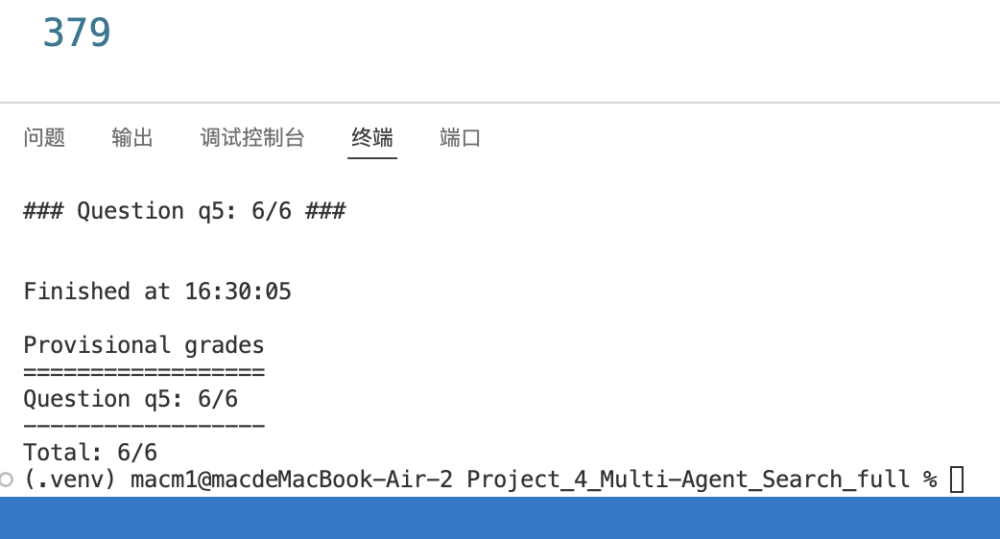 379
问题 输出 调试控制台 终端 端口
### Question q5: 6/6 ###
Finished at 16:30:05
Provisional grades
==================
Question q5: 6/6
------------------
Total: 6/6
(.venv) macm1@macdeMacBook-Air-2 Project_4_Multi-Agent_Search_full %